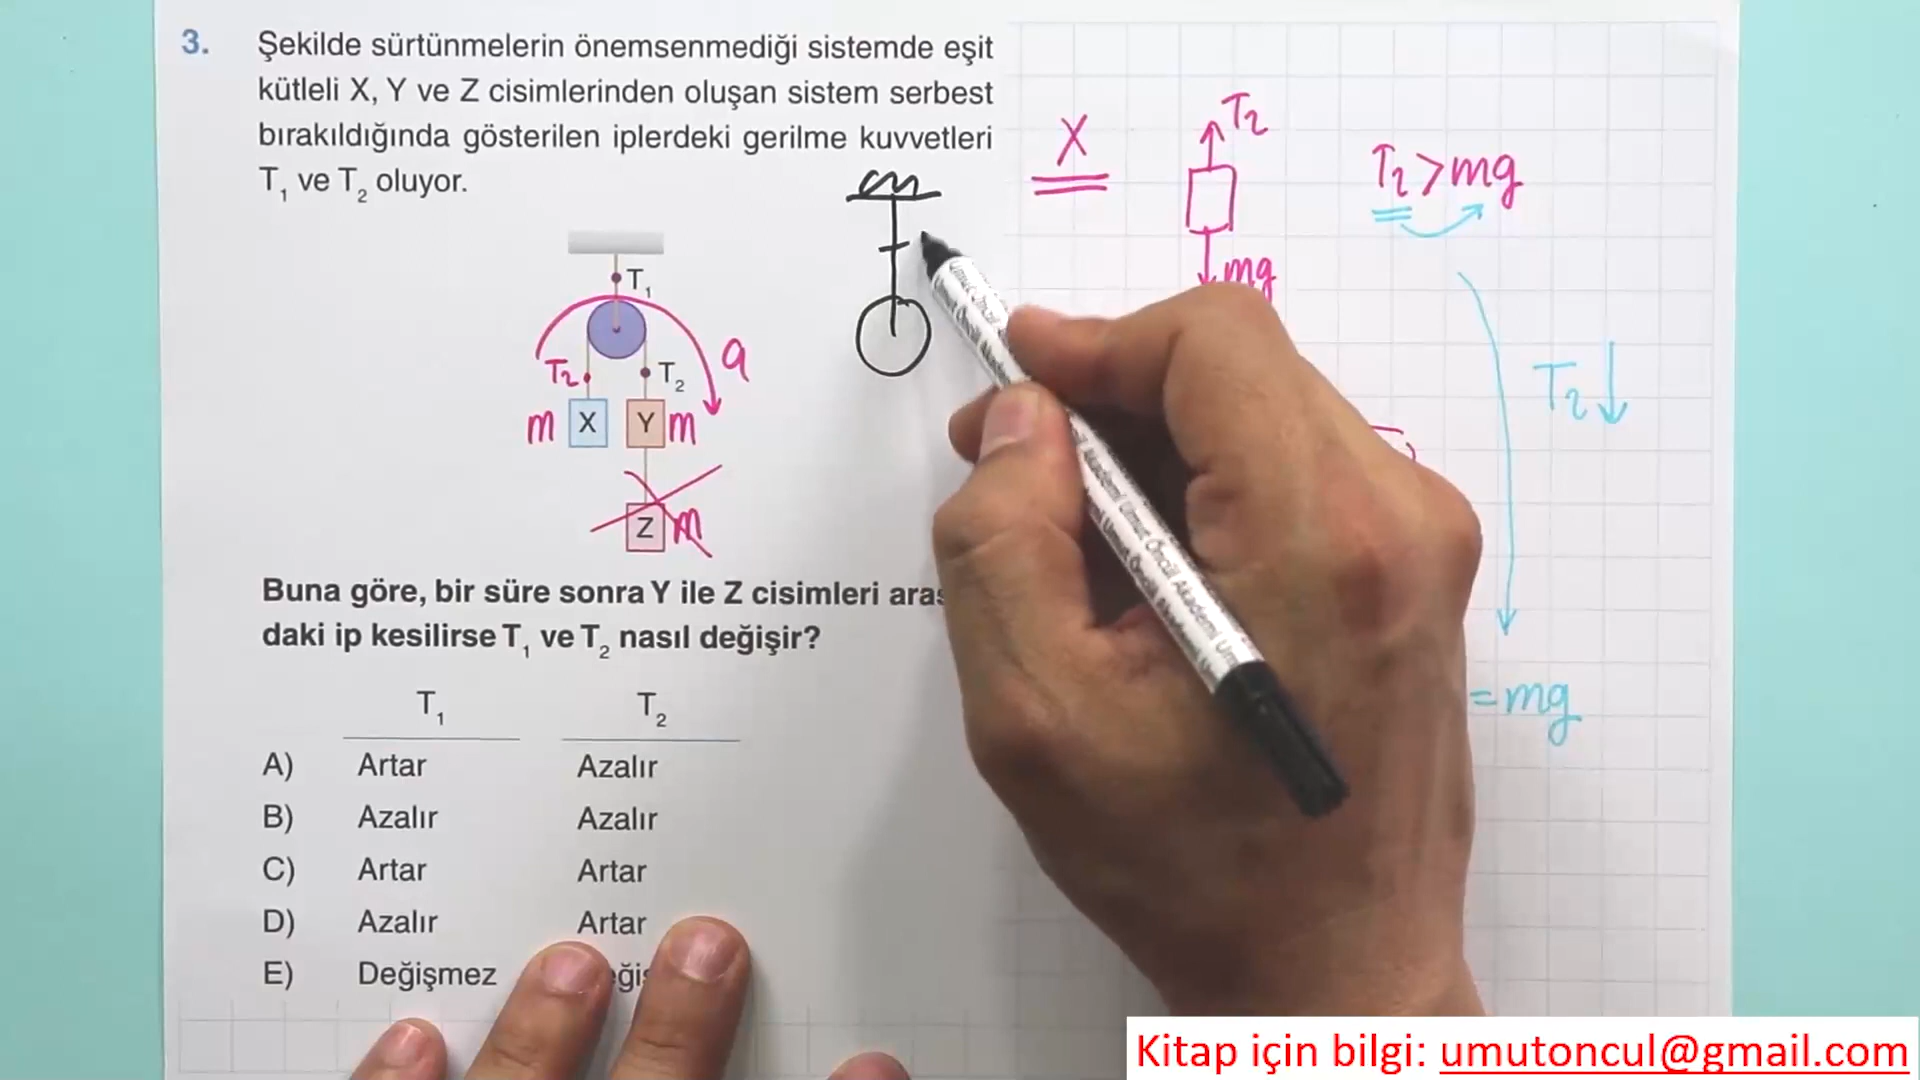 3. Şekilde sürtünmelerin önemsenmediği sistemde eşit
kütleli X, Y ve Z cisimlerinden oluşan sistem serbest
bırakıldığında gösterilen iplerdeki gerilme kuvvetleri
T₁ ve T₂ oluyor.
X
T₂
T₂ > mg
mg
T₁
T₂
T₂
a
m X Y m
Z m
T₂↓
= mg
Buna göre, bir süre sonra Y ile Z cisimleri
daki ip kesilirse T₁ ve T₂ nasıl değişir?
T₁ T₂
A) Artar Azalır
B) Azalır Azalır
C) Artar Artar
D) Azalır Artar
E) Değişmez
Kitap için bilgi: umutoncul@gmail.com